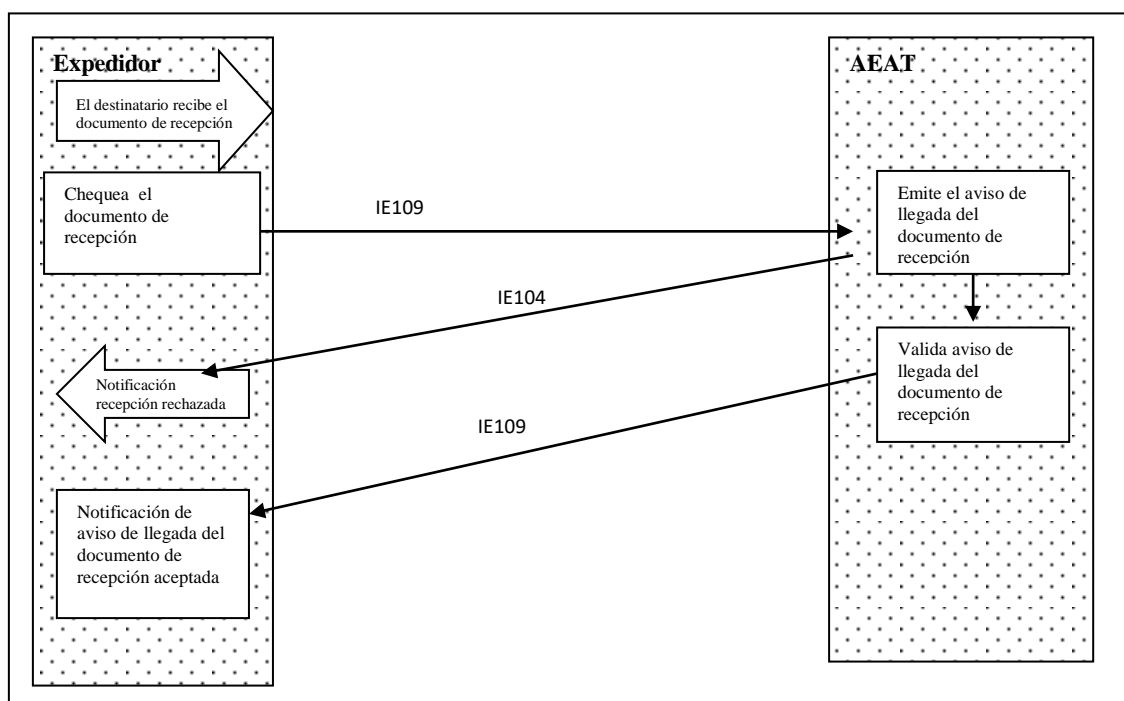 Expedidor
El destinatario recibe el
documento de recepción
Chequea el
documento de
recepción
IE109
IE104
Notificación
recepción rechazada
IE109
Notificación de
aviso de llegada del
documento de
recepción aceptada
AEAT
Emite el aviso de
llegada del
documento de
recepción
Valida aviso de
llegada del
documento de
recepción